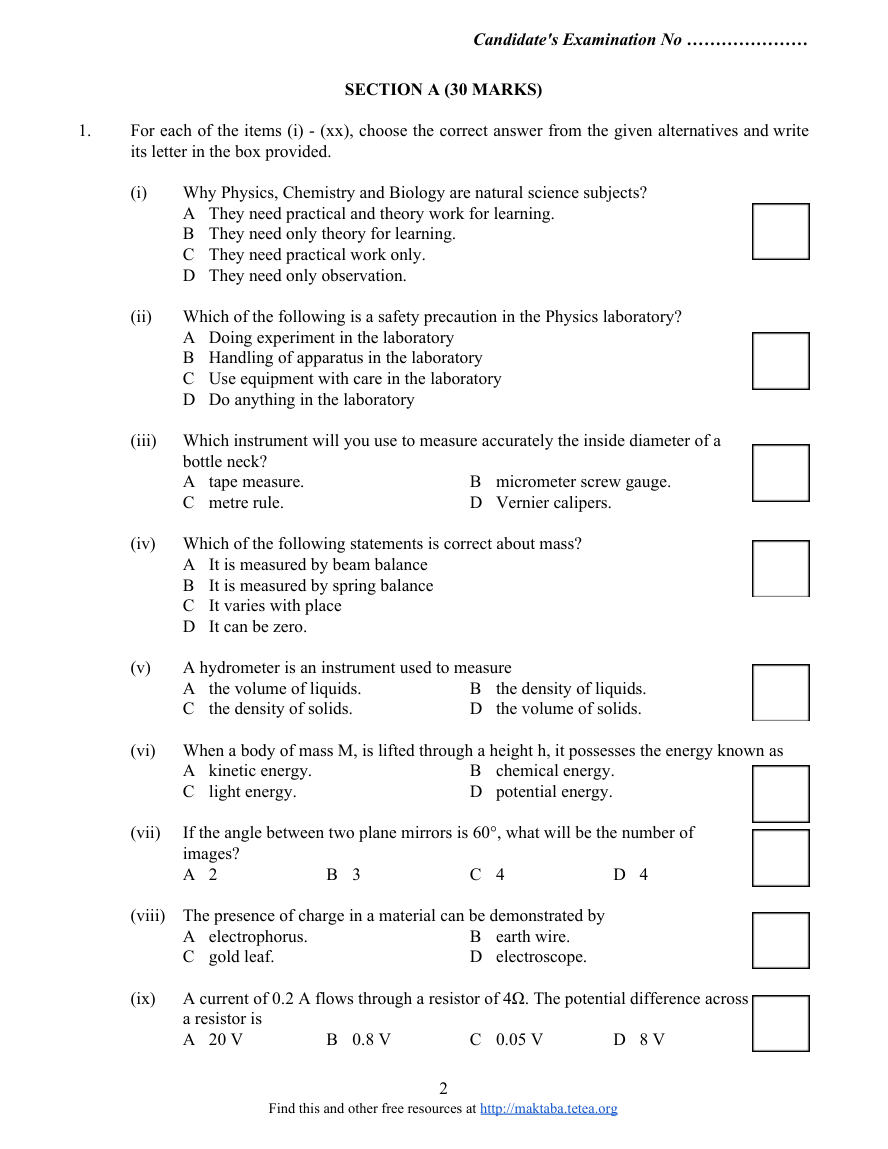 Candidate's Examination No …………………
SECTION A (30 MARKS)
1. For each of the items (i) - (xx), choose the correct answer from the given alternatives and write
its letter in the box provided.
(i) Why Physics, Chemistry and Biology are natural science subjects?
A They need practical and theory work for learning.
B They need only theory for learning.
C They need practical work only.
D They need only observation.
(ii) Which of the following is a safety precaution in the Physics laboratory?
A Doing experiment in the laboratory
B Handling of apparatus in the laboratory
C Use equipment with care in the laboratory
D Do anything in the laboratory
(iii) Which instrument will you use to measure accurately the inside diameter of a
bottle neck?
A tape measure. B micrometer screw gauge.
C metre rule. D Vernier calipers.
(iv) Which of the following statements is correct about mass?
A It is measured by beam balance
B It is measured by spring balance
C It varies with place
D It can be zero.
(v) A hydrometer is an instrument used to measure
A the volume of liquids. B the density of liquids.
C the density of solids. D the volume of solids.
(vi) When a body of mass M, is lifted through a height h, it possesses the energy known as
A kinetic energy. B chemical energy.
C light energy. D potential energy.
(vii) If the angle between two plane mirrors is 60°, what will be the number of
images?
A 2 B 3 C 4 D 4
(viii) The presence of charge in a material can be demonstrated by
A electrophorus. B earth wire.
C gold leaf. D electroscope.
(ix) A current of 0.2 A flows through a resistor of 4Ω. The potential difference across
a resistor is
A 20 V B 0.8 V C 0.05 V D 8 V
2
Find this and other free resources at http://maktaba.tetea.org